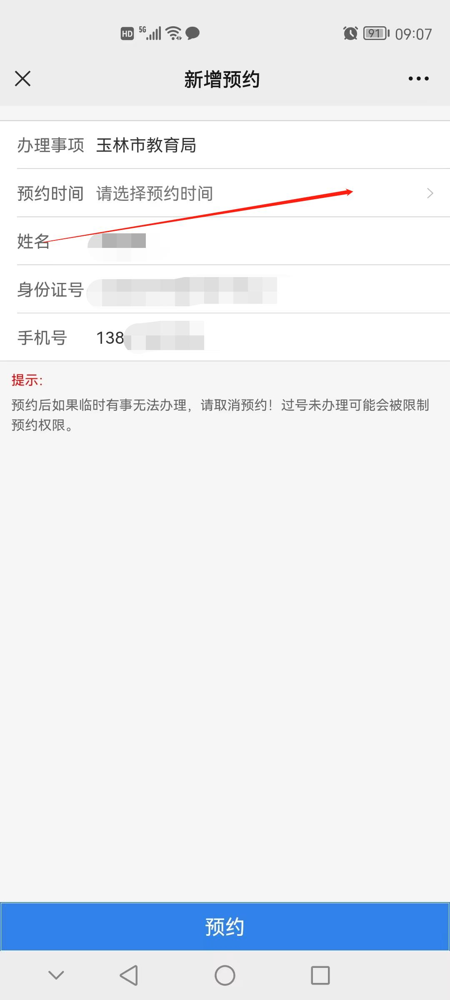 HD 5G 91 09:07
新增预约
办理事项 玉林市教育局
预约时间 请选择预约时间
姓名
身份证号
手机号 138
提示:
预约后如果临时有事无法办理，请取消预约！过号未办理可能会被限制
预约权限。
预约